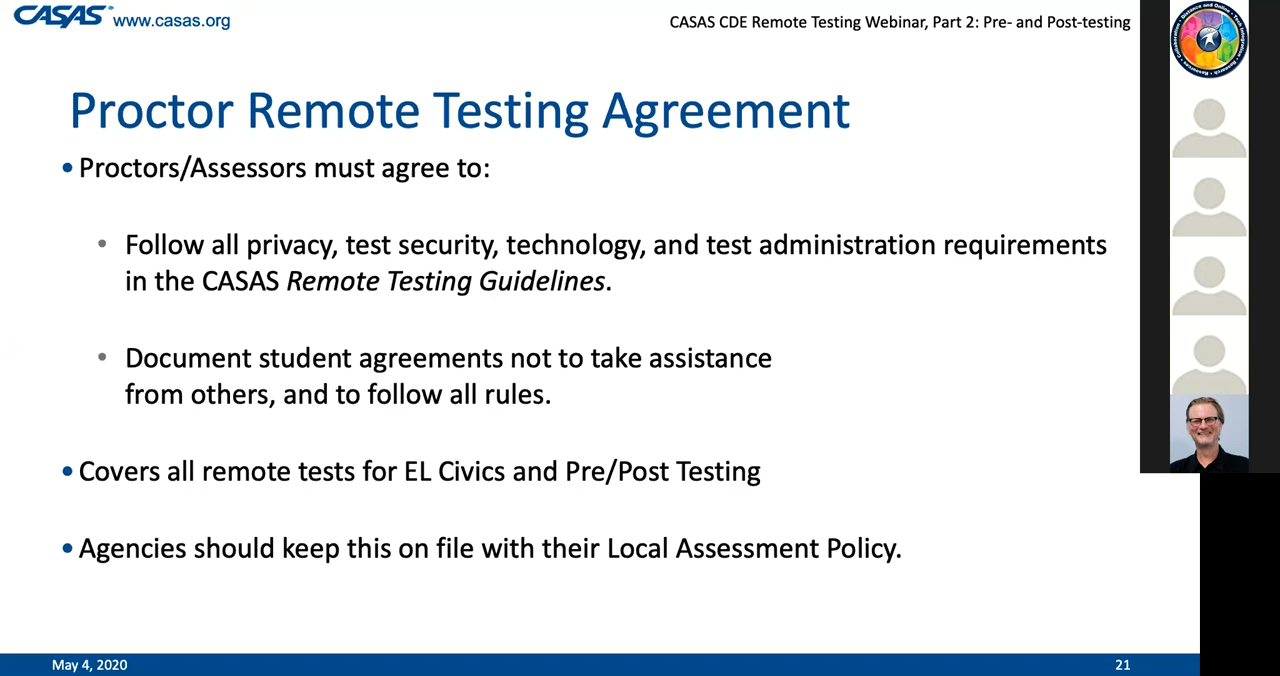 CASAS www.casas.org
CASAS CDE Remote Testing Webinar, Part 2: Pre- and Post-testing
Proctor Remote Testing Agreement
• Proctors/Assessors must agree to:
• Follow all privacy, test security, technology, and test administration requirements
in the CASAS Remote Testing Guidelines.
• Document student agreements not to take assistance
from others, and to follow all rules.
• Covers all remote tests for EL Civics and Pre/Post Testing
• Agencies should keep this on file with their Local Assessment Policy.
May 4, 2020
21